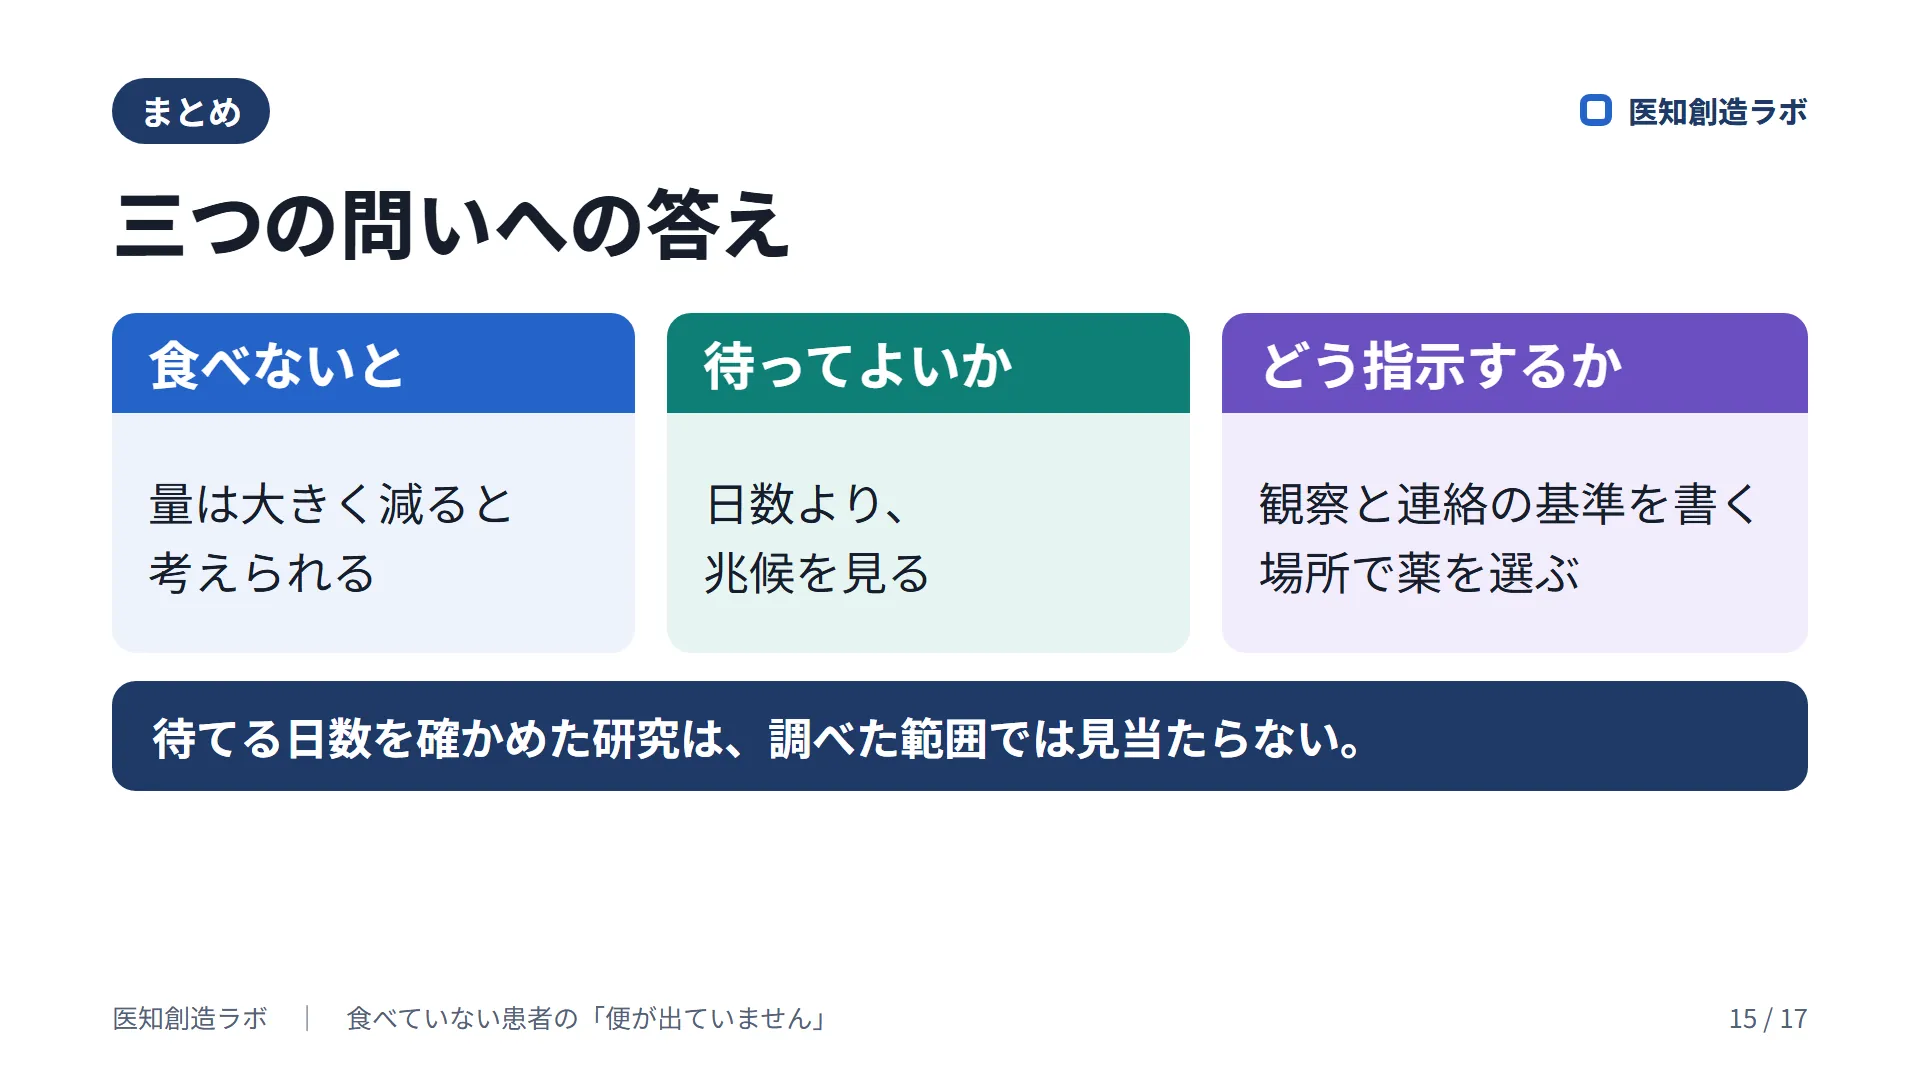 まとめ
医知創造ラボ
三つの問いへの答え
食べないと
量は大きく減ると
考えられる
待ってよいか
日数より、
兆候を見る
どう指示するか
観察と連絡の基準を書く
場所で薬を選ぶ
待てる日数を確かめた研究は、調べた範囲では見当たらない。
医知創造ラボ ｜ 食べていない患者の「便が出ていません」
15 / 17